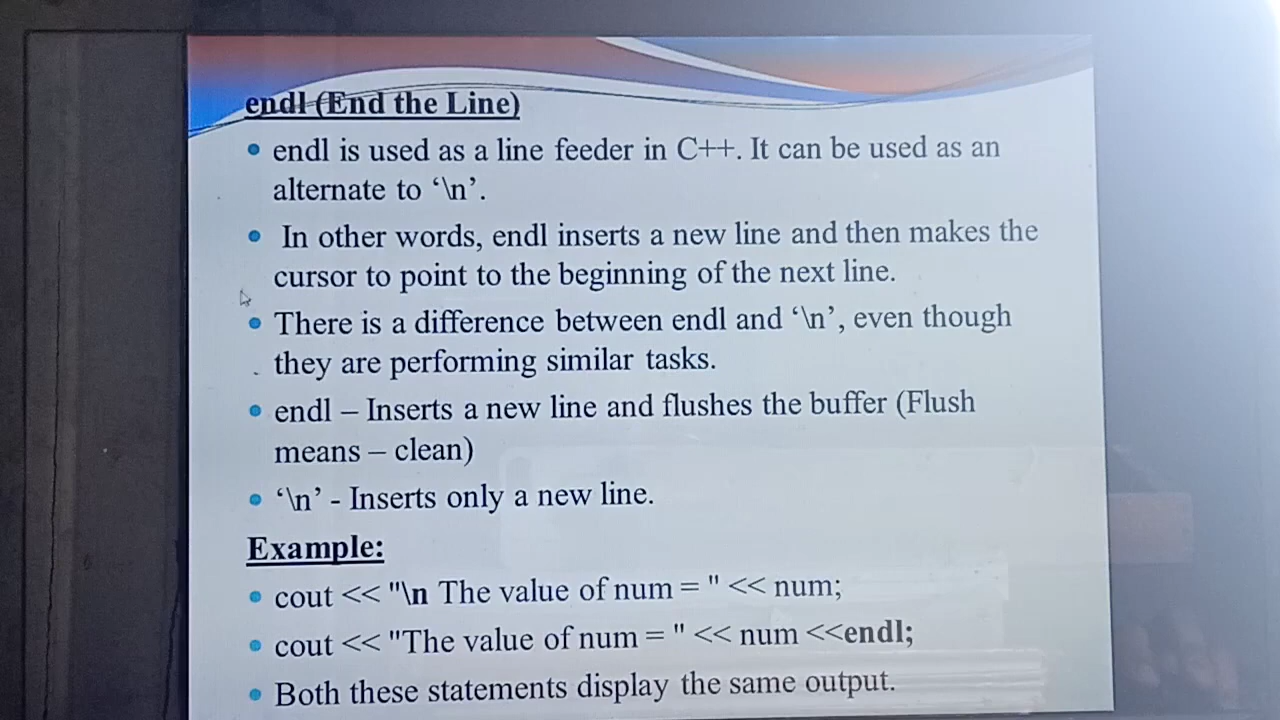 endl (End the Line)
• endl is used as a line feeder in C++. It can be used as an
alternate to ‘\n’.
• In other words, endl inserts a new line and then makes the
cursor to point to the beginning of the next line.
• There is a difference between endl and ‘\n’, even though
they are performing similar tasks.
• endl – Inserts a new line and flushes the buffer (Flush
means – clean)
• ‘\n’ - Inserts only a new line.
Example:
• cout << "\n The value of num = " << num;
• cout << "The value of num = " << num <<endl;
• Both these statements display the same output.